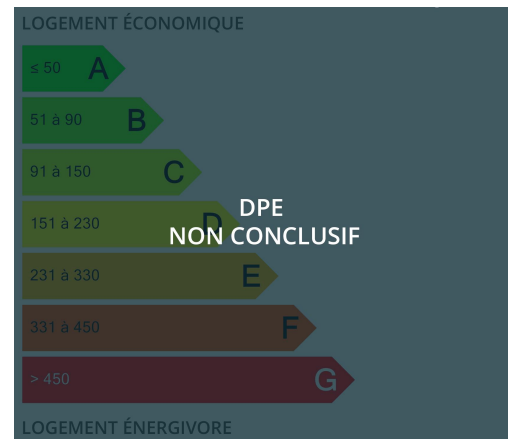 LOGEMENT ÉCONOMIQUE
≤ 50 A
51 à 90 B
91 à 150 C
DPE
151 à 230 D
NON CONCLUSIF
231 à 330 E
331 à 450 F
> 450 G
LOGEMENT ÉNERGIVORE